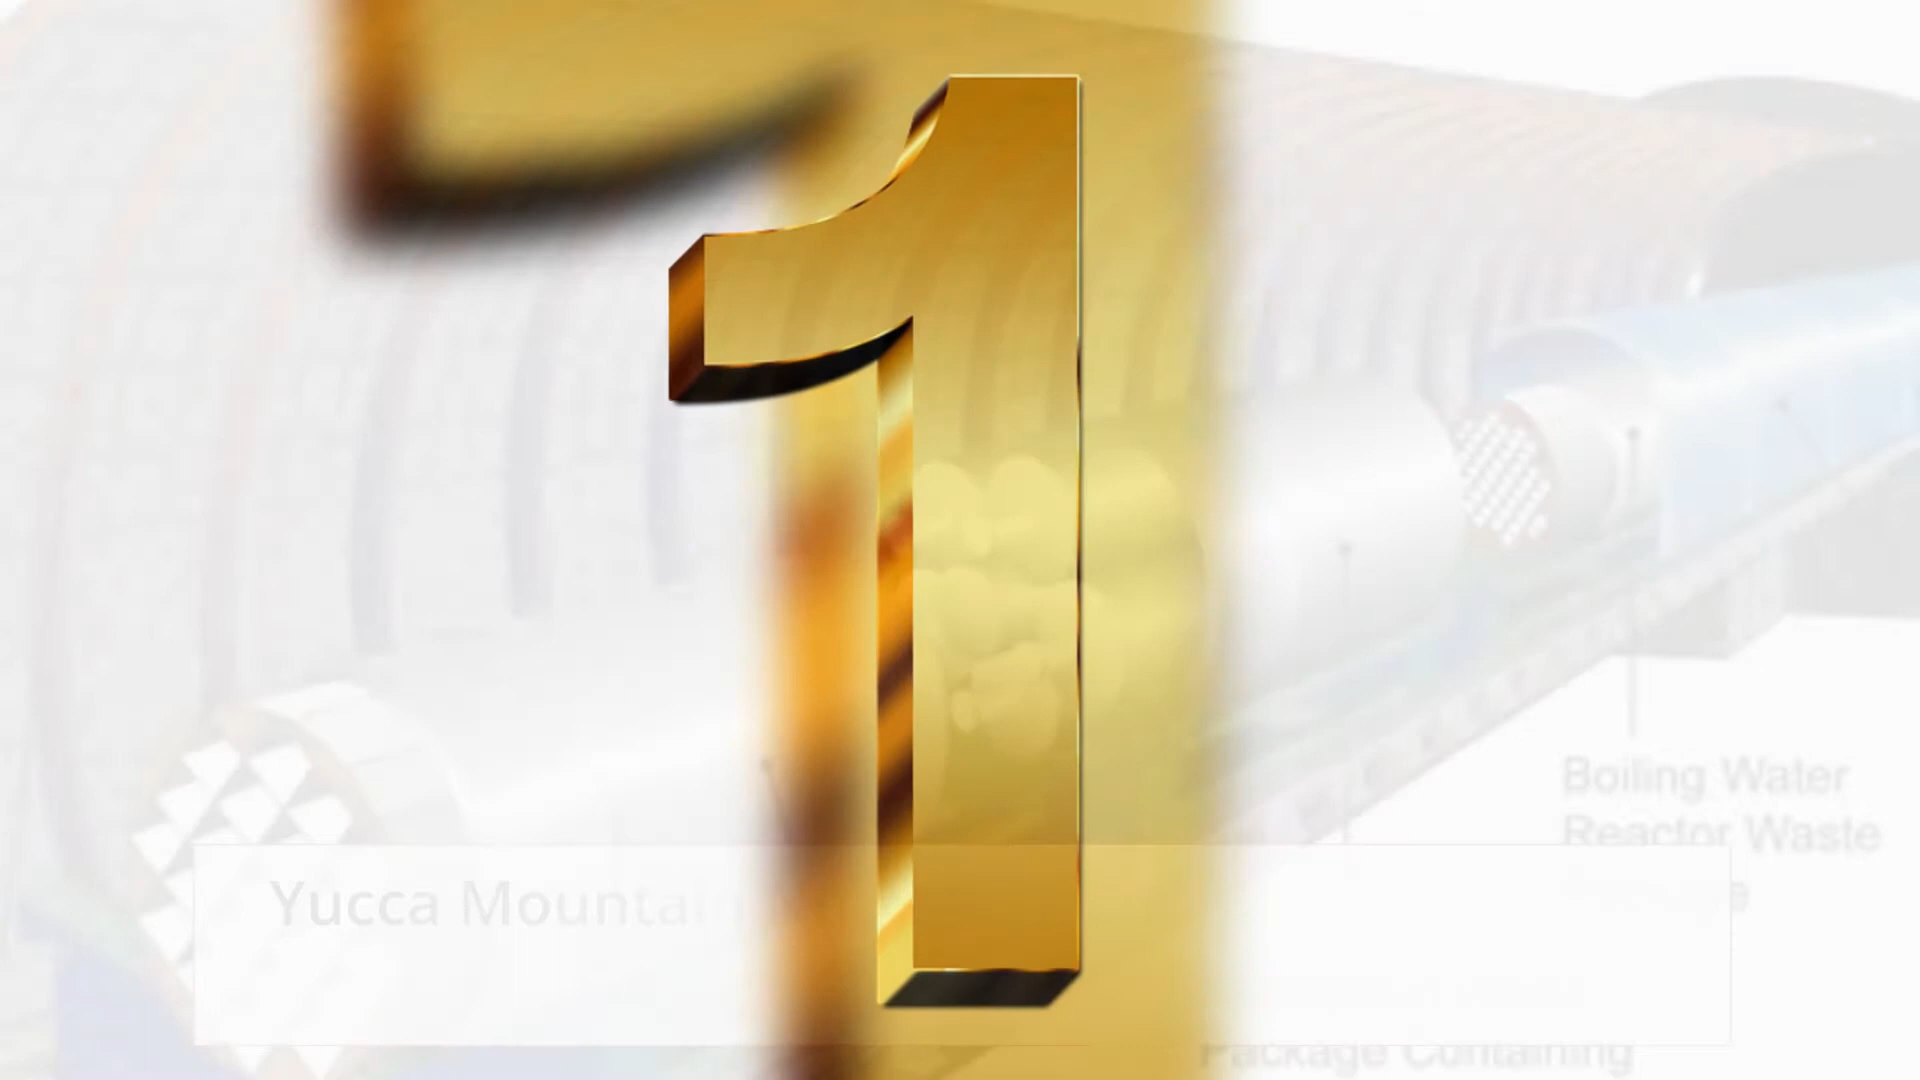 1
Boiling Water
Reactor Waste
Yucca Mountai
Package Containing